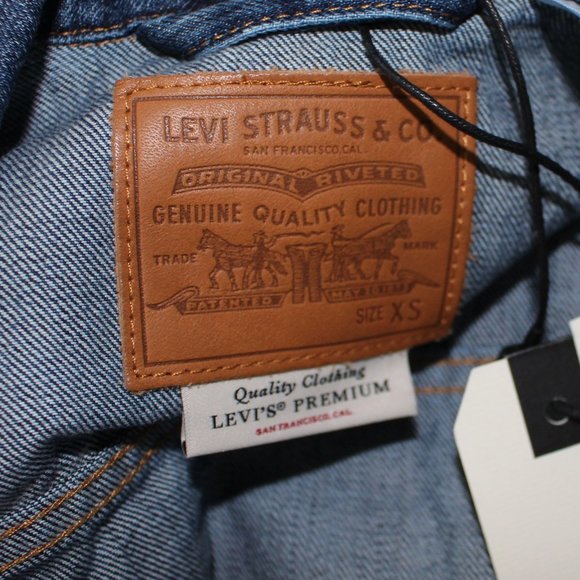 LEVI STRAUSS & CO.
SAN FRANCISCO, CAL.
ORIGINAL RIVETED
GENUINE QUALITY CLOTHING
TRADE MARK
PATENTED MAY 20 1873
SIZE XS
Quality Clothing
LEVI'S® PREMIUM
SAN FRANCISCO, CAL.